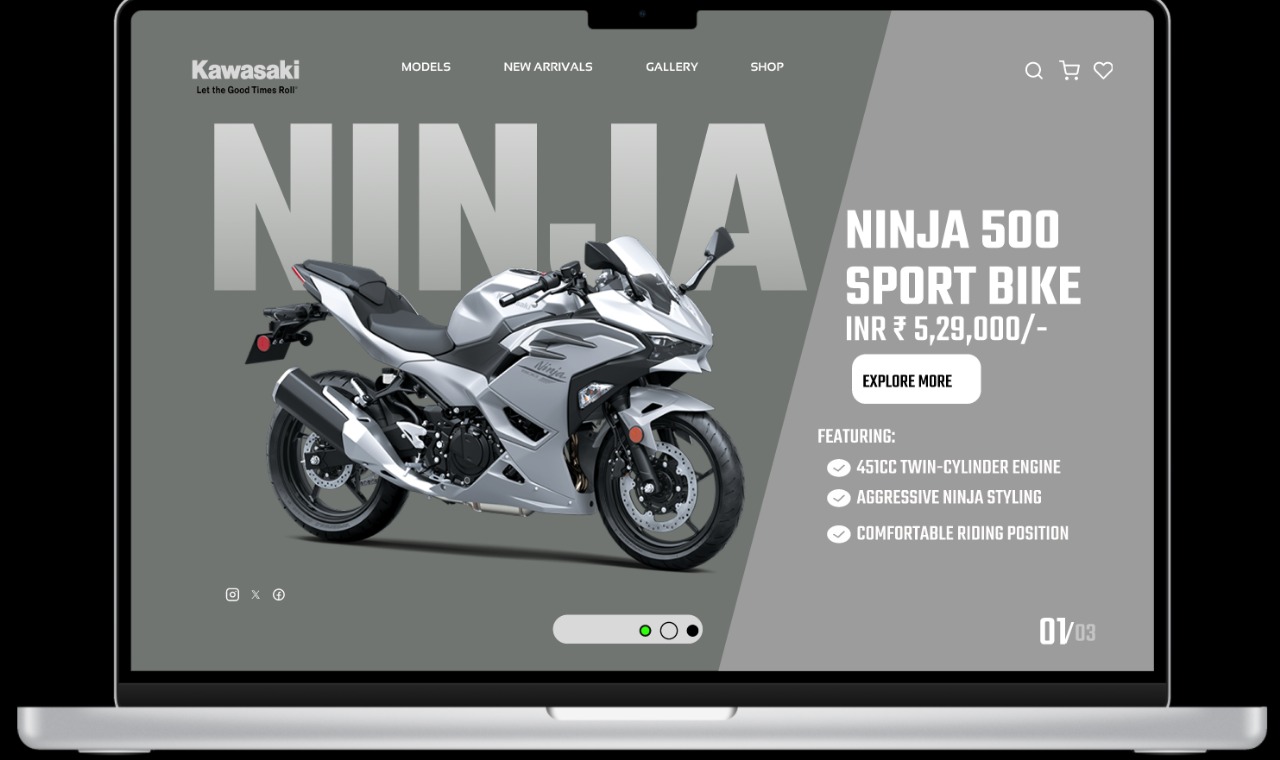 Kawasaki
Let the Good Times Roll
MODELS
NEW ARRIVALS
GALLERY
SHOP
NINJA
NINJA 500
SPORT BIKE
INR ₹ 5,29,000/-
EXPLORE MORE
FEATURING:
451CC TWIN-CYLINDER ENGINE
AGGRESSIVE NINJA STYLING
COMFORTABLE RIDING POSITION
Ninja
𝕏
01/03